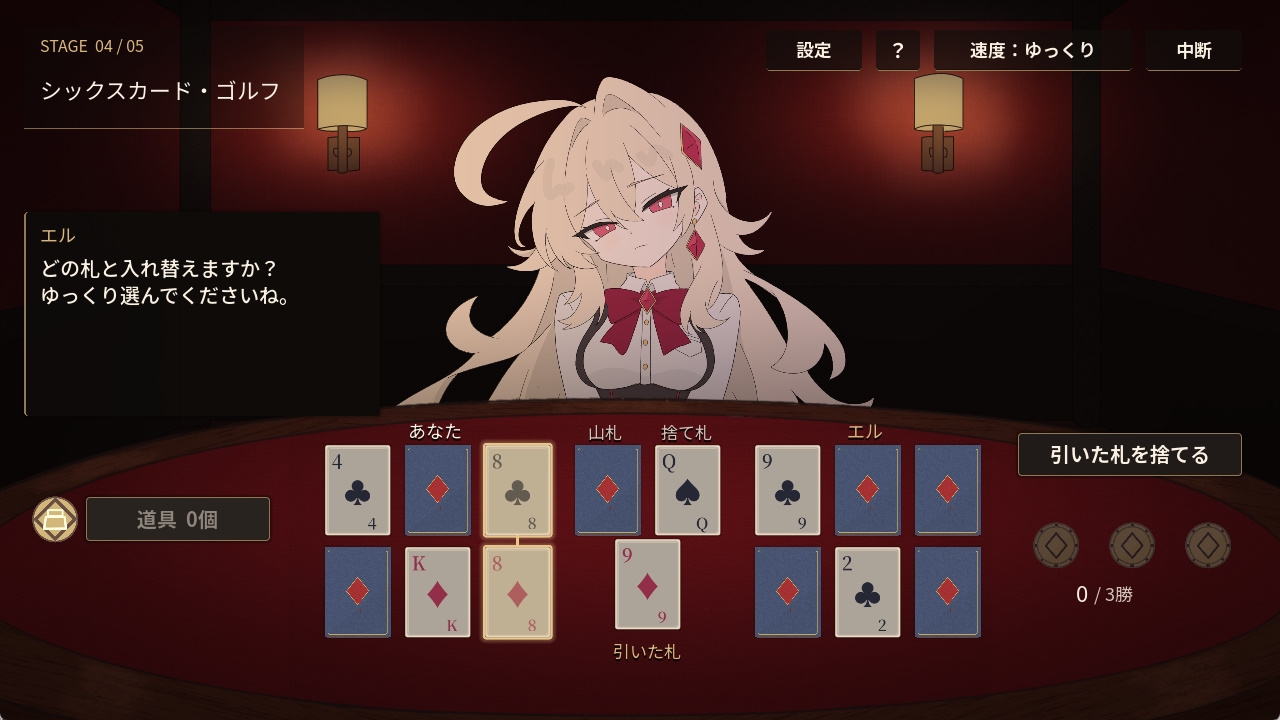 STAGE 04 / 05
シックスカード・ゴルフ
設定
?
速度：ゆっくり
中断
エル
どの札と入れ替えますか？
ゆっくり選んでくださいね。
あなた
山札
捨て札
エル
引いた札を捨てる
道具 0個
4
4
8
8
Q
Q
9
9
K
K
8
8
9
9
2
2
引いた札
0 / 3勝